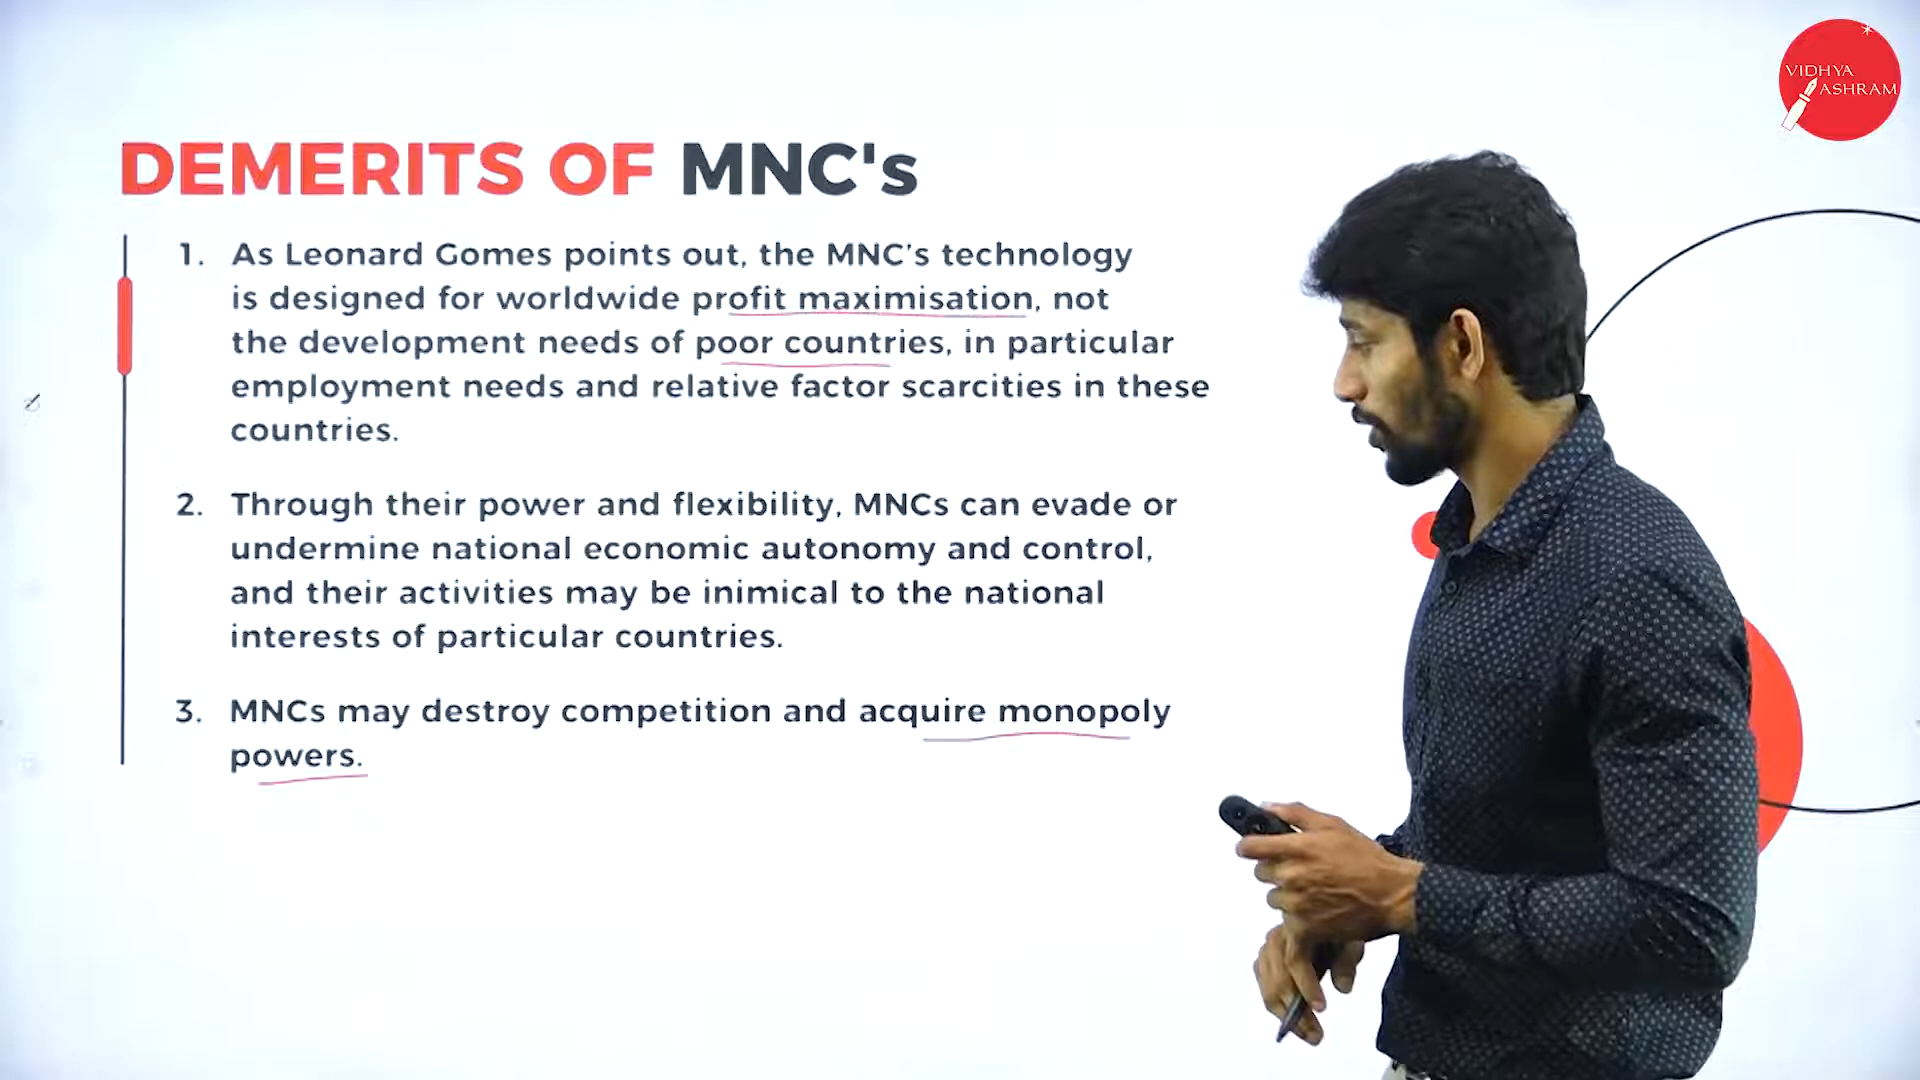 VIDHYA
ASHRAM
DEMERITS OF MNC's
1. As Leonard Gomes points out, the MNC's technology
is designed for worldwide profit maximisation, not
the development needs of poor countries, in particular
employment needs and relative factor scarcities in these
countries.
2. Through their power and flexibility, MNCs can evade or
undermine national economic autonomy and control,
and their activities may be inimical to the national
interests of particular countries.
3. MNCs may destroy competition and acquire monopoly
powers.